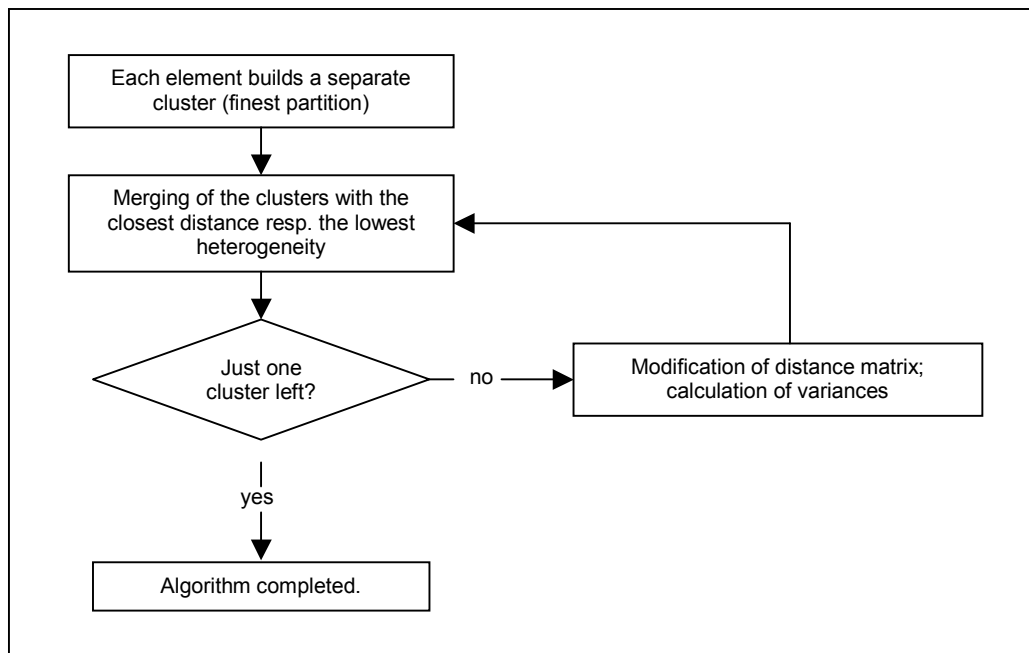 Each element builds a separate
cluster (finest partition)
Merging of the clusters with the
closest distance resp. the lowest
heterogeneity
Just one
cluster left?
no
Modification of distance matrix;
calculation of variances
yes
Algorithm completed.